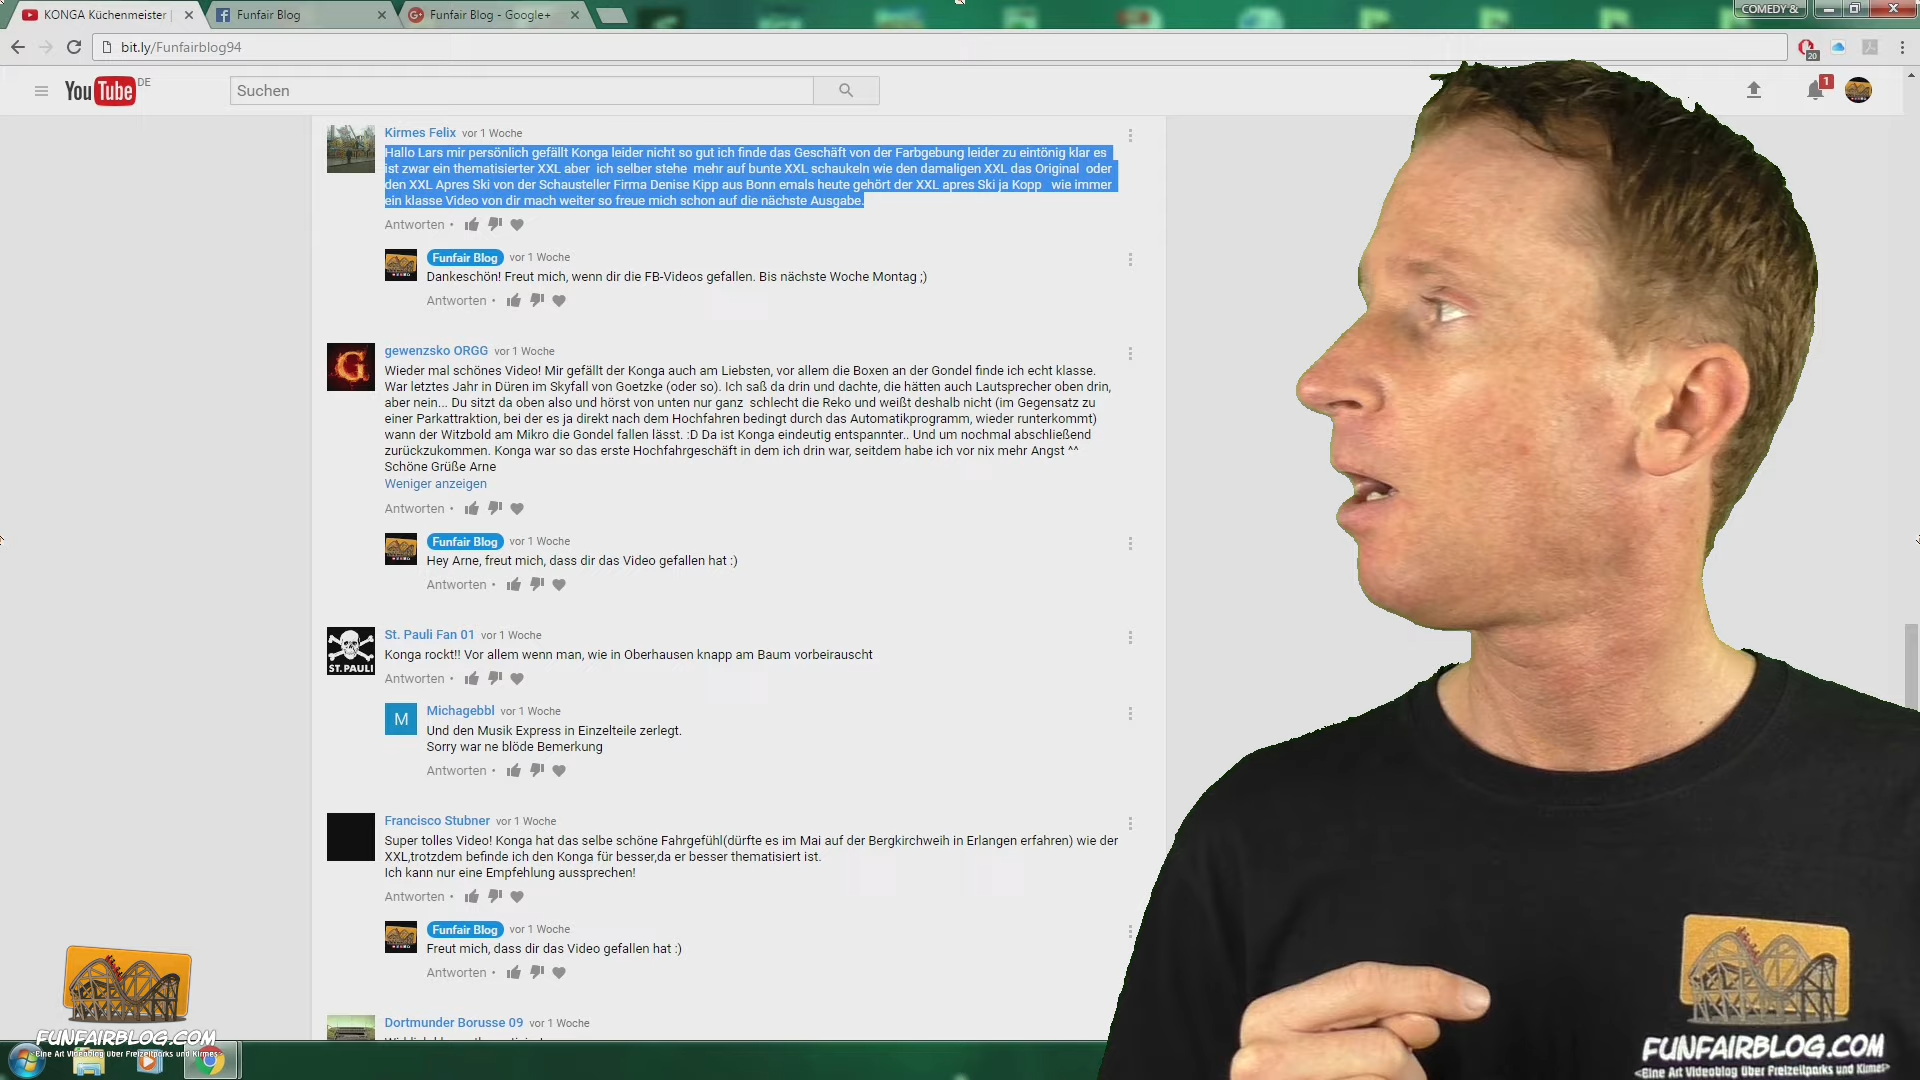 KONGA Küchenmeister |
Funfair Blog
Funfair Blog - Google+
COMEDY &
bit.ly/Funfairblog94
20
YouTube DE
Suchen
1
Kirmes Felix vor 1 Woche
Hallo Lars mir persönlich gefällt Konga leider nicht so gut ich finde das Geschäft von der Farbgebung leider zu eintönig klar es
ist zwar ein thematisierter XXL aber ich selber stehe mehr auf bunte XXL schaukeln wie den damaligen XXL das Original oder
den XXL Apres Ski von der Schausteller Firma Denise Kipp aus Bonn emals heute gehört der XXL apres Ski ja Kopp wie immer
ein klasse Video von dir mach weiter so freue mich schon auf die nächste Ausgabe.
Antworten •
Funfair Blog vor 1 Woche
Dankeschön! Freut mich, wenn dir die FB-Videos gefallen. Bis nächste Woche Montag ;)
Antworten •
G
gewenzsko ORGG vor 1 Woche
Wieder mal schönes Video! Mir gefällt der Konga auch am Liebsten, vor allem die Boxen an der Gondel finde ich echt klasse.
War letztes Jahr in Düren im Skyfall von Goetzke (oder so). Ich saß da drin und dachte, die hätten auch Lautsprecher oben drin,
aber nein... Du sitzt da oben also und hörst von unten nur ganz schlecht die Reko und weißt deshalb nicht (im Gegensatz zu
einer Parkattraktion, bei der es ja direkt nach dem Hochfahren bedingt durch das Automatikprogramm, wieder runterkommt)
wann der Witzbold am Mikro die Gondel fallen lässt. :D Da ist Konga eindeutig entspannter.. Und um nochmal abschließend
zurückzukommen. Konga war so das erste Hochfahrgeschäft in dem ich drin war, seitdem habe ich vor nix mehr Angst ^^
Schöne Grüße Arne
Weniger anzeigen
Antworten •
Funfair Blog vor 1 Woche
Hey Arne, freut mich, dass dir das Video gefallen hat :)
Antworten •
ST. PAULI
St. Pauli Fan 01 vor 1 Woche
Konga rockt!! Vor allem wenn man, wie in Oberhausen knapp am Baum vorbeirauscht
Antworten •
M
Michagebbl vor 1 Woche
Und den Musik Express in Einzelteile zerlegt.
Sorry war ne blöde Bemerkung
Antworten •
Francisco Stubner vor 1 Woche
Super tolles Video! Konga hat das selbe schöne Fahrgefühl(dürfte es im Mai auf der Bergkirchweih in Erlangen erfahren) wie der
XXL,trotzdem befinde ich den Konga für besser,da er besser thematisiert ist.
Ich kann nur eine Empfehlung aussprechen!
Antworten •
Funfair Blog vor 1 Woche
Freut mich, dass dir das Video gefallen hat :)
Antworten •
Dortmunder Borusse 09 vor 1 Woche
FUNFAIRBLOG.COM
-Eine Art Videoblog über Freizeitparks und Kirmes-
FUNFAIRBLOG.COM
-Eine Art Videoblog über Freizeitparks und Kirmes-